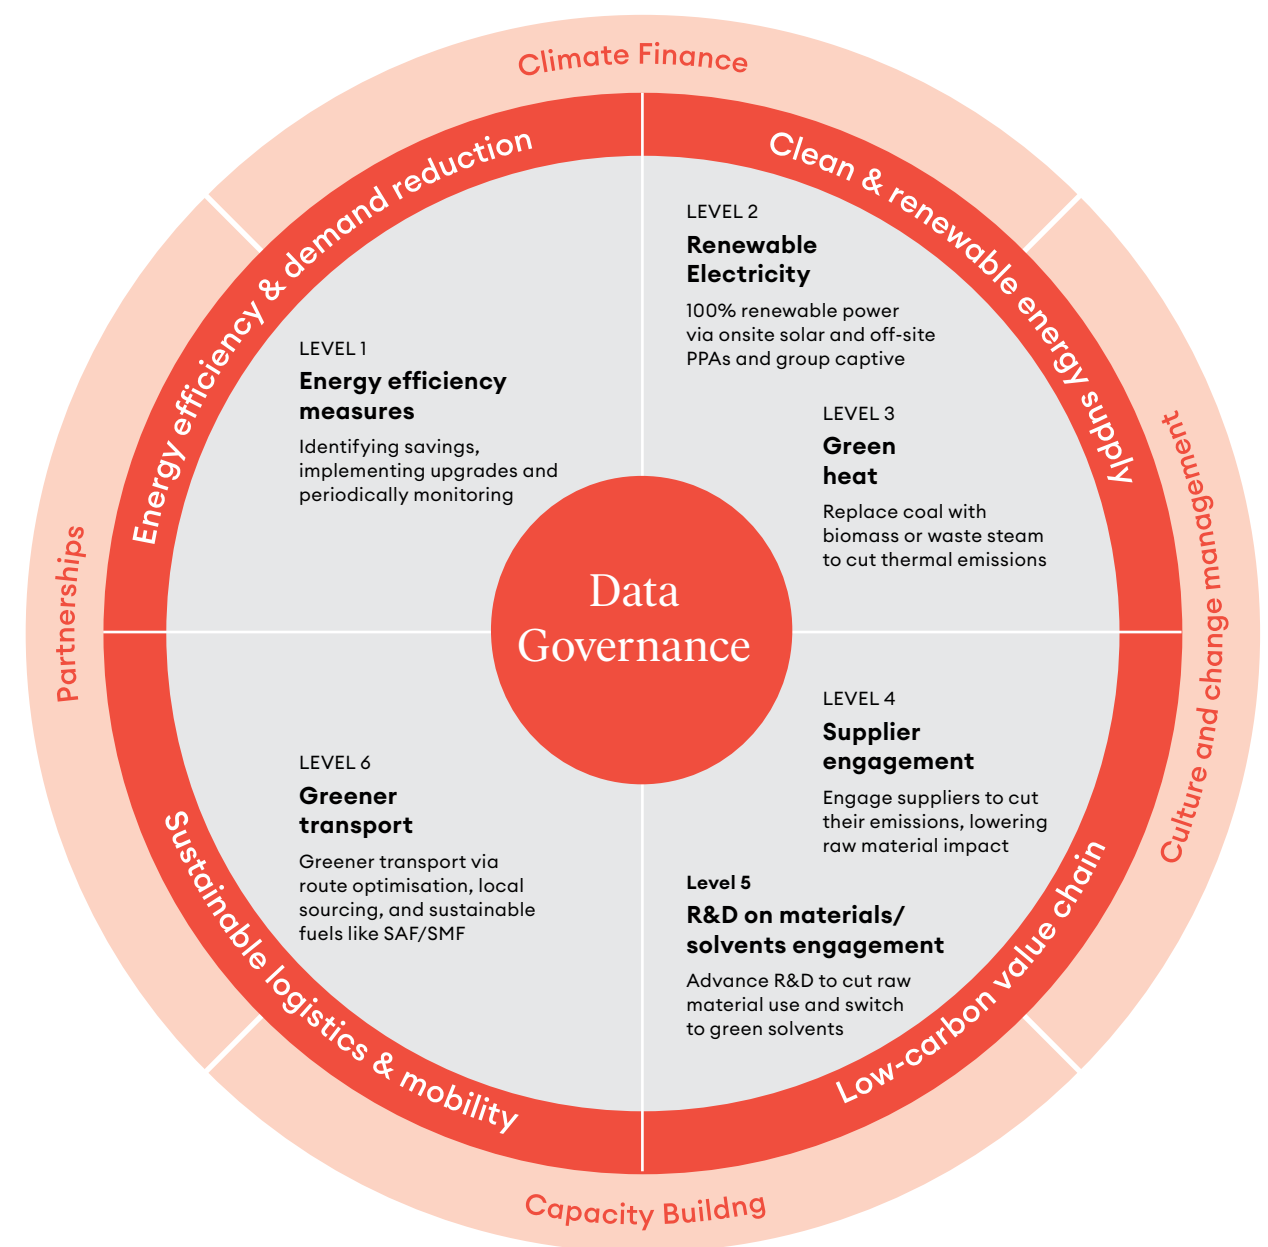 Climate Finance
Energy efficiency & demand reduction
Clean & renewable energy supply
LEVEL 1
Energy efficiency
measures
Identifying savings,
implementing upgrades and
periodically monitoring
LEVEL 2
Renewable
Electricity
100% renewable power
via onsite solar and off-site
PPAs and group captive
LEVEL 3
Green
heat
Replace coal with
biomass or waste steam
to cut thermal emissions
Partnerships
Data
Governance
Culture and change management
LEVEL 4
Supplier
engagement
Engage suppliers to cut
their emissions, lowering
raw material impact
Level 5
R&D on materials/
solvents engagement
Advance R&D to cut raw
material use and switch
to green solvents
LEVEL 6
Greener
transport
Greener transport via
route optimisation, local
sourcing, and sustainable
fuels like SAF/SMF
Sustainable logistics & mobility
Low-carbon value chain
Capacity Buildng